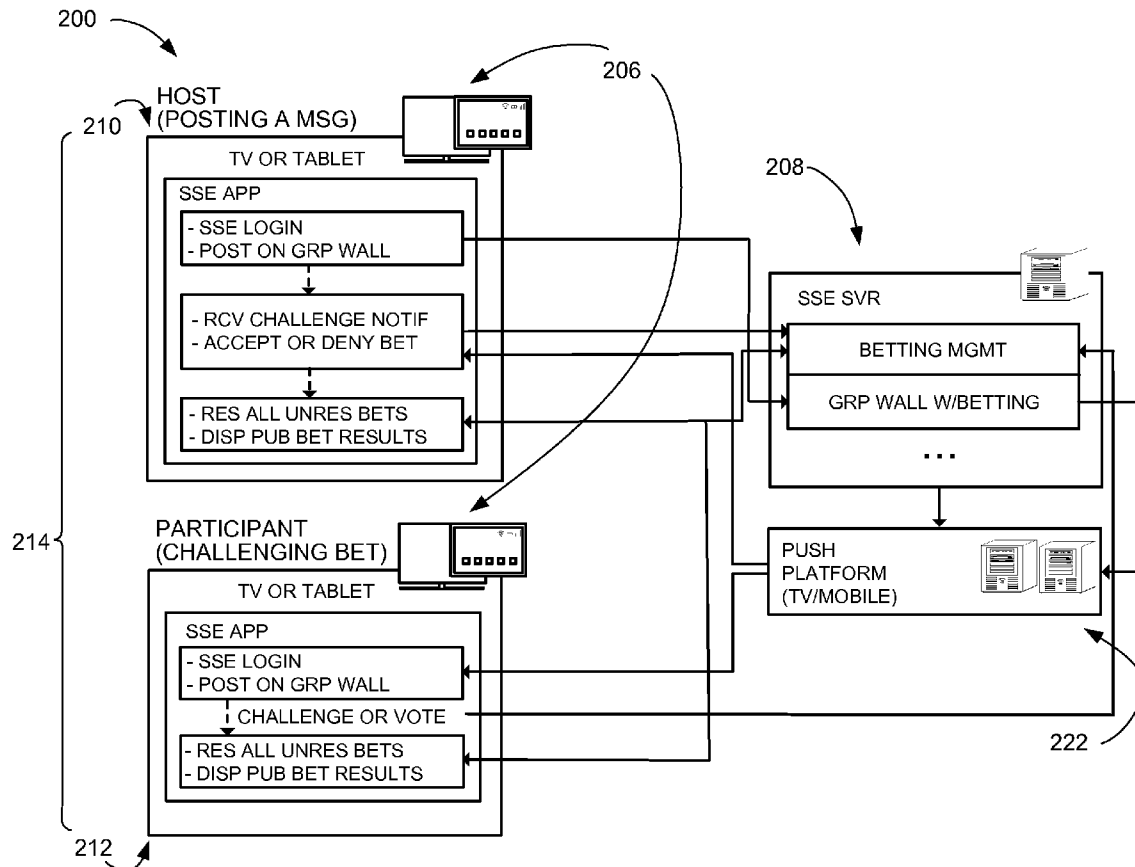 200
206
HOST
(POSTING A MSG)
210
TV OR TABLET
SSE APP
- SSE LOGIN
- POST ON GRP WALL
- RCV CHALLENGE NOTIF
- ACCEPT OR DENY BET
- RES ALL UNRES BETS
- DISP PUB BET RESULTS
208
SSE SVR
BETTING MGMT
GRP WALL W/BETTING
...
214
PARTICIPANT
(CHALLENGING BET)
TV OR TABLET
SSE APP
- SSE LOGIN
- POST ON GRP WALL
CHALLENGE OR VOTE
- RES ALL UNRES BETS
- DISP PUB BET RESULTS
PUSH
PLATFORM
(TV/MOBILE)
222
212